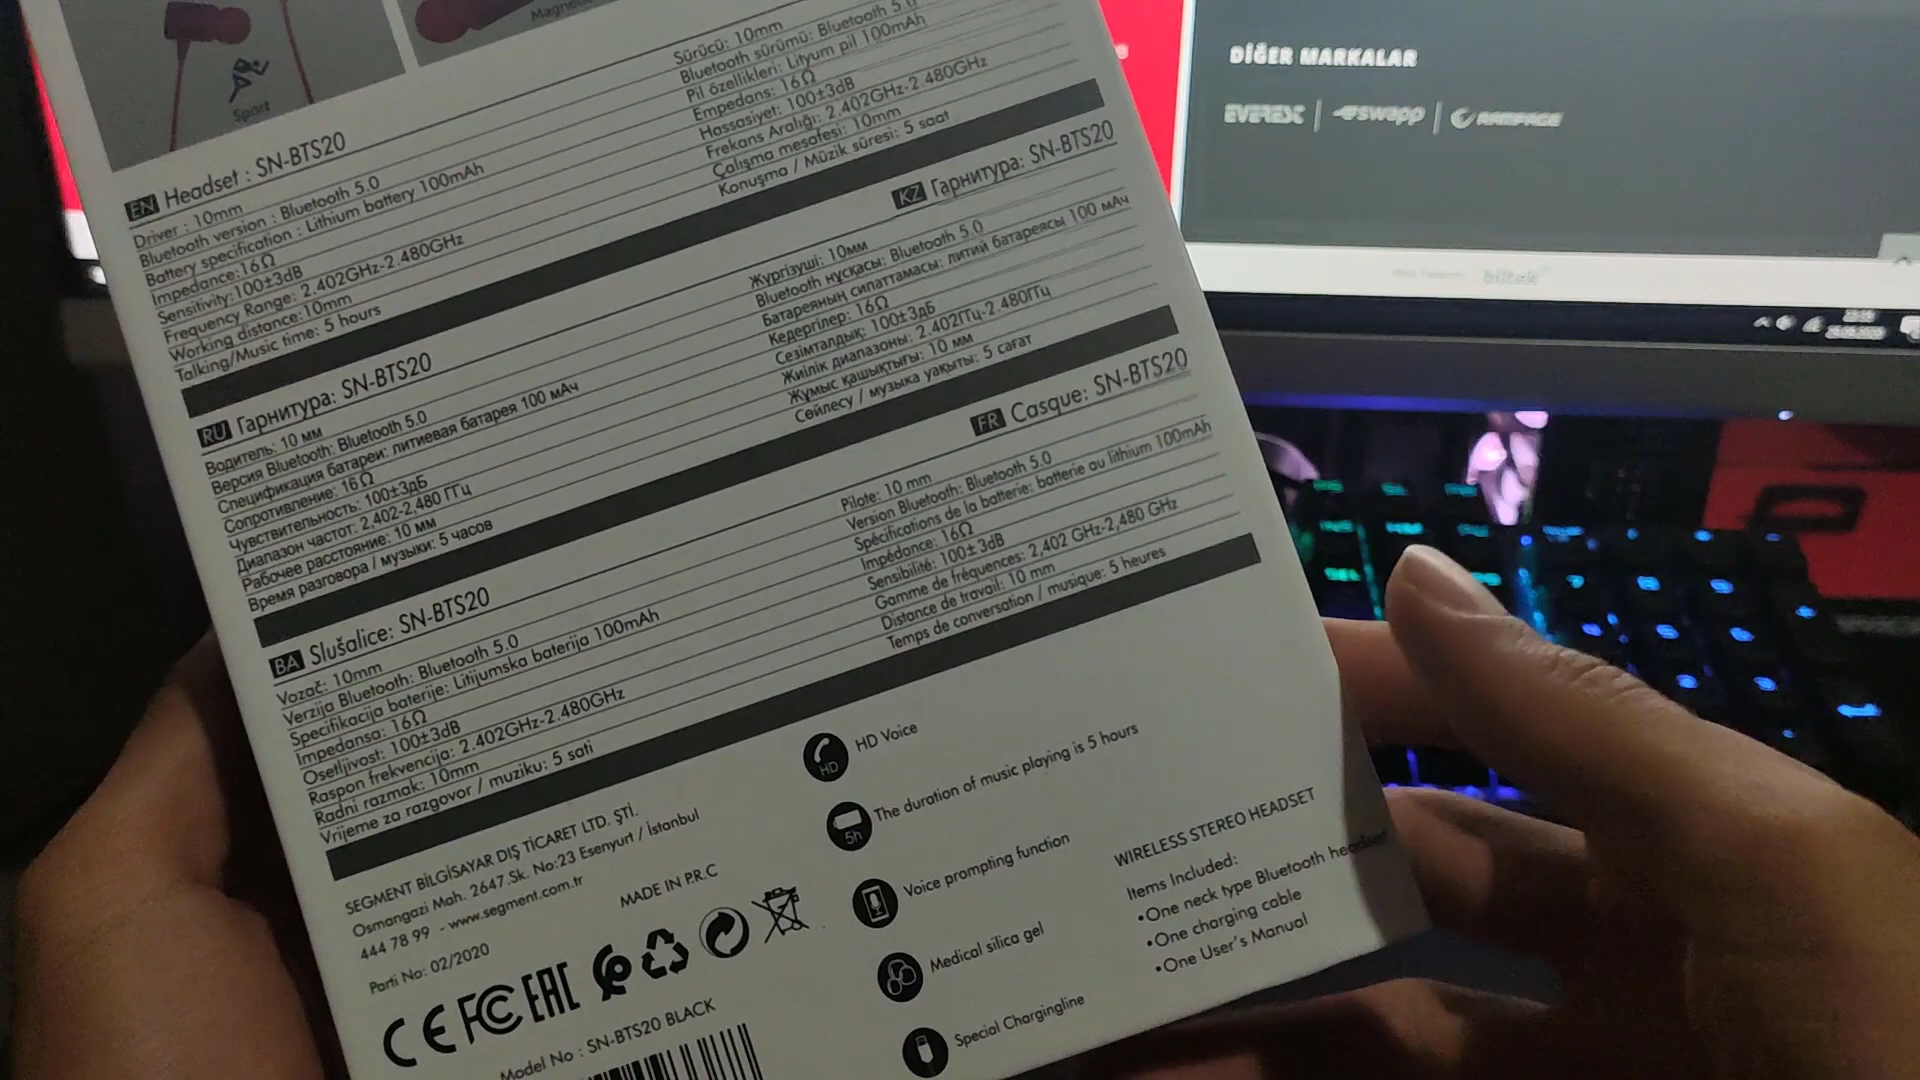 Sport
Sürücü: 10mm
Bluetooth sürümü: Bluetooth 5.0
Pil özellikleri: Lityum pil 100mAh
Empedans: 16Ω
Hassasiyet: 100±3dB
Frekans Aralığı: 2.402GHz-2.480GHz
Çalışma mesafesi: 10mm
Konuşma / Müzik süresi: 5 saat
EN Headset : SN-BTS20
Driver : 10mm
Bluetooth version : Bluetooth 5.0
Battery specification : Lithium battery 100mAh
Impedance:16Ω
Sensitivity:100±3dB
Frequency Range: 2.402GHz-2.480GHz
Working distance:10mm
Talking/Music time: 5 hours
KZ Гарнитура: SN-BTS20
Жүргізуші: 10мм
Bluetooth нұсқасы: Bluetooth 5.0
Батареяның сипаттамасы: литий батареясы 100 мАч
Кедергілер: 16Ω
Сезімталдық: 100±3дБ
Жиілік диапазоны: 2.402ГГц-2.480ГГц
Жұмыс қашықтығы: 10 мм
Сөйлесу / музыка уақыты: 5 сағат
RU Гарнитура: SN-BTS20
Водитель: 10 мм
Версия Bluetooth: Bluetooth 5.0
Спецификация батареи: литиевая батарея 100 мАч
Сопротивление: 16Ω
Чувствительность: 100±3дБ
Диапазон частот: 2,402-2,480 ГГц
Рабочее расстояние: 10 мм
Время разговора / музыки: 5 часов
FR Casque: SN-BTS20
Pilote: 10 mm
Version Bluetooth: Bluetooth 5.0
Spécifications de la batterie: batterie au lithium 100mAh
Impédance: 16Ω
Sensibilité: 100±3dB
Gamme de fréquences: 2,402 GHz-2,480 GHz
Distance de travail: 10 mm
Temps de conversation / musique: 5 heures
BA Slušalice: SN-BTS20
Vozač: 10mm
Verzija Bluetooth: Bluetooth 5.0
Specifikacija baterije: Litijumska baterija 100mAh
Impedansa: 16Ω
Osetljivost: 100±3dB
Raspon frekvencija: 2.402GHz-2.480GHz
Radni razmak: 10mm
Vrijeme za razgovor / muziku: 5 sati
SEGMENT BİLGİSAYAR DIŞ TİCARET LTD. ŞTİ.
Osmangazi Mah. 2647.Sk. No:23 Esenyurt / İstanbul
444 78 99 - www.segment.com.tr
MADE IN P.R.C
Parti No: 02/2020
CE FC EAC
Model No : SN-BTS20 BLACK
HD
HD Voice
5h
The duration of music playing is 5 hours
Voice prompting function
Medical silica gel
Special Chargingline
WIRELESS STEREO HEADSET
Items Included:
•One neck type Bluetooth headset
•One charging cable
•One User's Manual
DİĞER MARKALAR
EVEREST | swapp | RAMPAGE
biltek